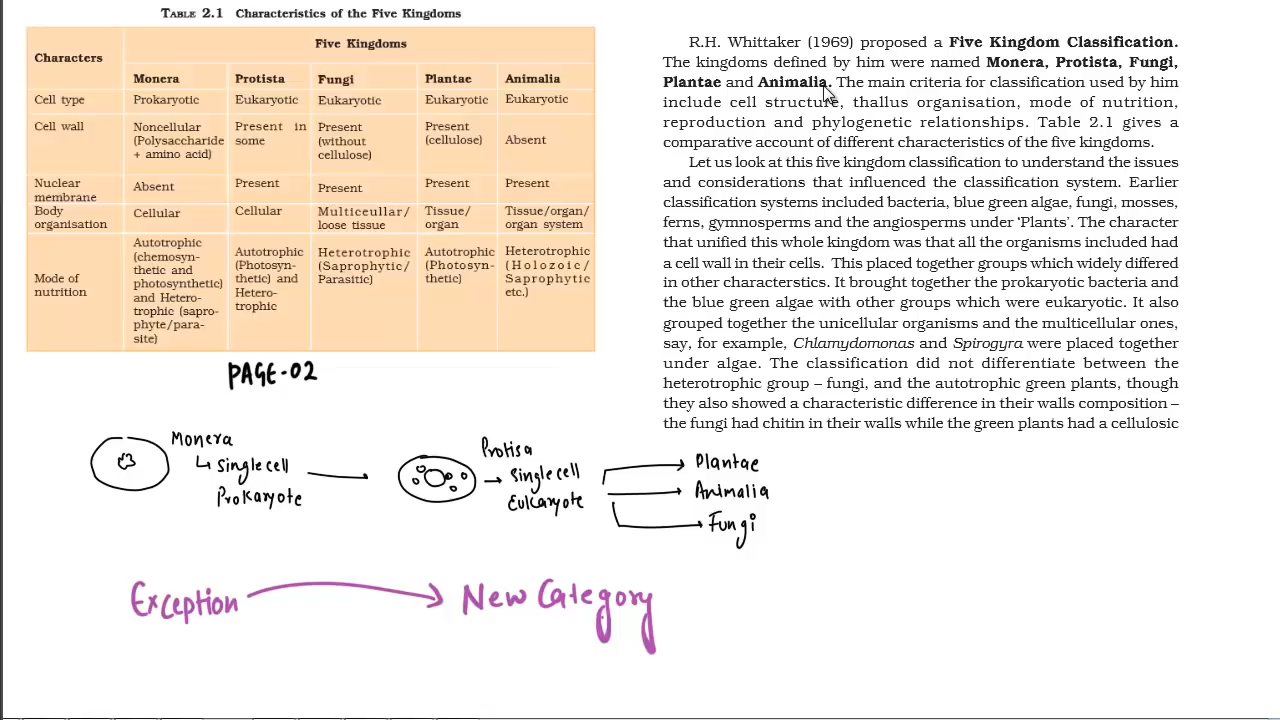 TABLE 2.1 Characteristics of the Five Kingdoms
Five Kingdoms
Characters
Monera Protista Fungi Plantae Animalia
Cell type Prokaryotic Eukaryotic Eukaryotic Eukaryotic Eukaryotic
Cell wall Noncellular (Polysaccharide + amino acid) Present in some Present (without cellulose) Present (cellulose) Absent
Nuclear membrane Absent Present Present Present Present
Body organisation Cellular Cellular Multiceullar/ loose tissue Tissue/ organ Tissue/organ/ organ system
Mode of nutrition Autotrophic (chemosyn- thetic and photosynthetic) and Hetero- trophic (sapro- phyte/para- site) Autotrophic (Photosyn- thetic) and Hetero- trophic Heterotrophic (Saprophytic/ Parasitic) Autotrophic (Photosyn- thetic) Heterotrophic (Holozoic/ Saprophytic etc.)
PAGE-02
R.H. Whittaker (1969) proposed a Five Kingdom Classification.
The kingdoms defined by him were named Monera, Protista, Fungi,
Plantae and Animalia. The main criteria for classification used by him
include cell structure, thallus organisation, mode of nutrition,
reproduction and phylogenetic relationships. Table 2.1 gives a
comparative account of different characteristics of the five kingdoms.
Let us look at this five kingdom classification to understand the issues
and considerations that influenced the classification system. Earlier
classification systems included bacteria, blue green algae, fungi, mosses,
ferns, gymnosperms and the angiosperms under ‘Plants’. The character
that unified this whole kingdom was that all the organisms included had
a cell wall in their cells. This placed together groups which widely differed
in other characterstics. It brought together the prokaryotic bacteria and
the blue green algae with other groups which were eukaryotic. It also
grouped together the unicellular organisms and the multicellular ones,
say, for example, Chlamydomonas and Spirogyra were placed together
under algae. The classification did not differentiate between the
heterotrophic group – fungi, and the autotrophic green plants, though
they also showed a characteristic difference in their walls composition –
the fungi had chitin in their walls while the green plants had a cellulosic
Monera
Single cell
Prokaryote
Protisa
Single cell
Eukaryote
Plantae
Animalia
Fungi
Exception
New Category